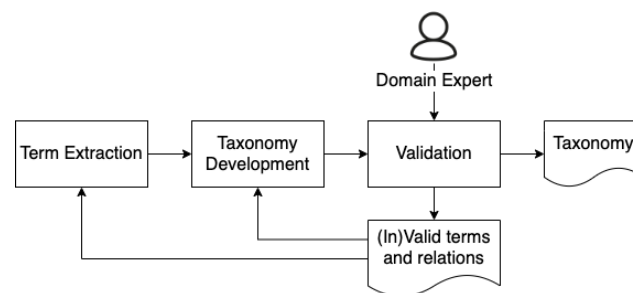 Domain Expert
Term Extraction
Taxonomy
Development
Validation
Taxonomy
(In)Valid terms
and relations